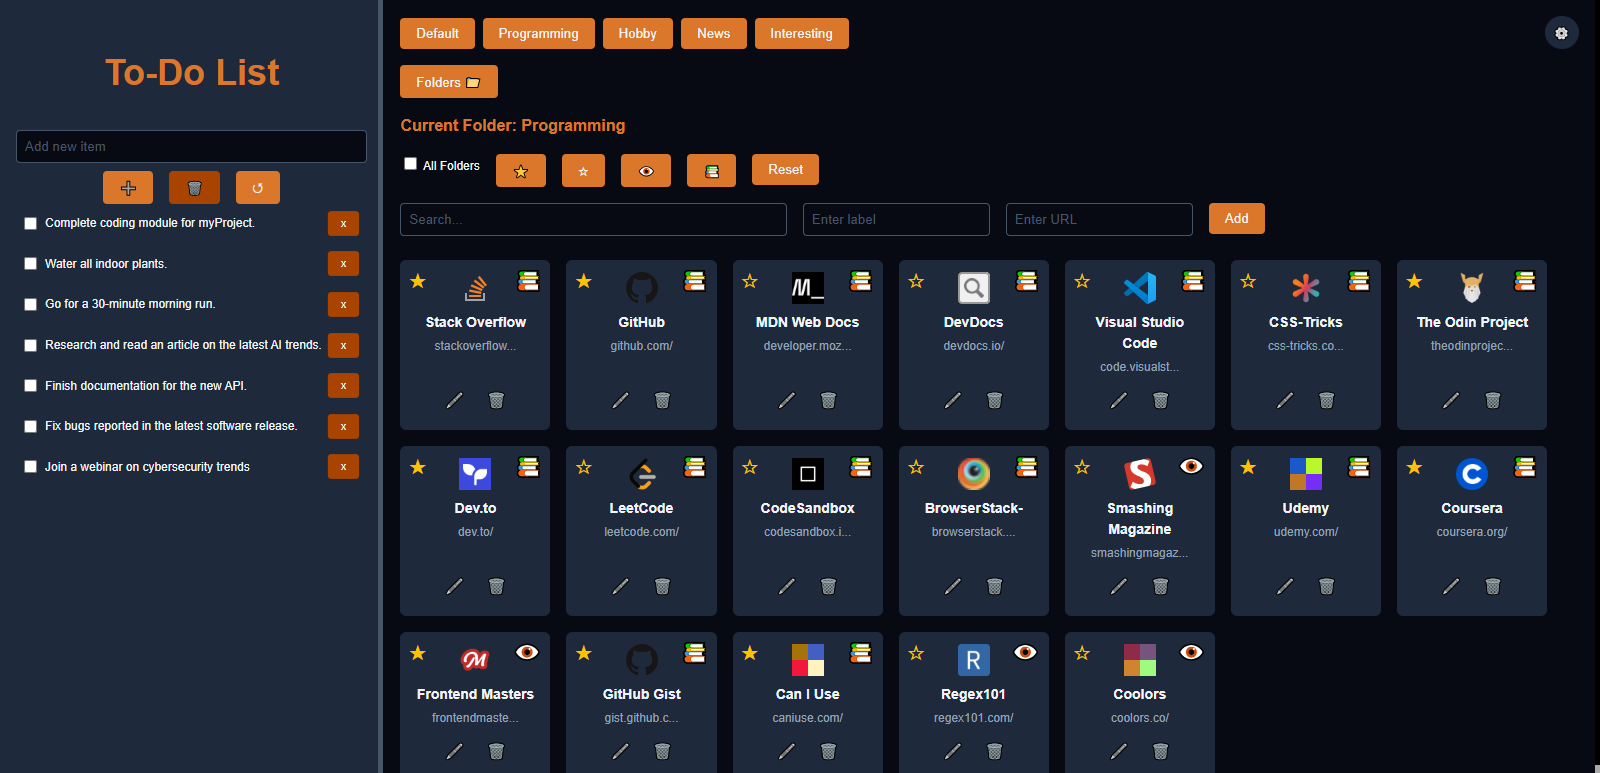 To-Do List
Add new item
Complete coding module for myProject. x
Water all indoor plants. x
Go for a 30-minute morning run. x
Research and read an article on the latest AI trends. x
Finish documentation for the new API. x
Fix bugs reported in the latest software release. x
Join a webinar on cybersecurity trends x
Default Programming Hobby News Interesting
Folders
Current Folder: Programming
All Folders Reset
Search... Enter label Enter URL Add
Stack Overflow
stackoverflow...
GitHub
github.com/
M_
MDN Web Docs
developer.moz...
DevDocs
devdocs.io/
Visual Studio
Code
code.visualst...
CSS-Tricks
css-tricks.co...
The Odin Project
theodinprojec...
Dev.to
dev.to/
LeetCode
leetcode.com/
CodeSandbox
codesandbox.i...
BrowserStack-
browserstack....
S
Smashing
Magazine
smashingmagaz...
Udemy
udemy.com/
C
Coursera
coursera.org/
M
Frontend Masters
frontendmaste...
GitHub Gist
gist.github.c...
Can I Use
caniuse.com/
R
Regex101
regex101.com/
Coolors
coolors.co/